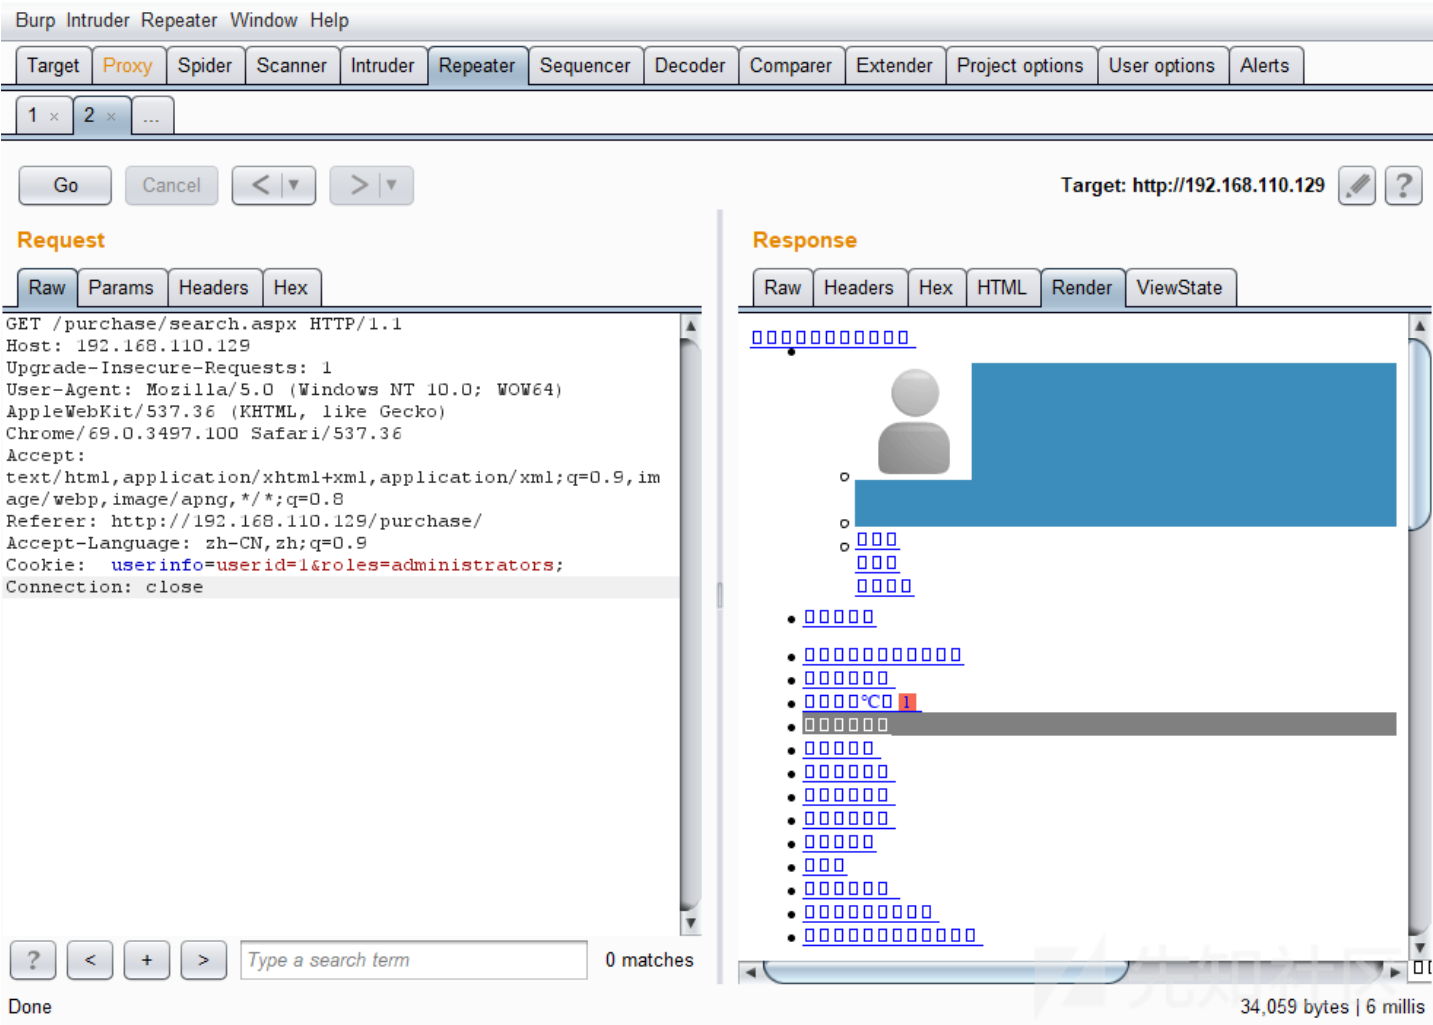 Burp Intruder Repeater Window Help
Target Proxy Spider Scanner Intruder Repeater Sequencer Decoder Comparer Extender Project options User options Alerts
1 × 2 × ...
Go Cancel < ▼ > ▼ Target: http://192.168.110.129 ?
Request
Raw Params Headers Hex
GET /purchase/search.aspx HTTP/1.1
Host: 192.168.110.129
Upgrade-Insecure-Requests: 1
User-Agent: Mozilla/5.0 (Windows NT 10.0; WOW64)
AppleWebKit/537.36 (KHTML, like Gecko)
Chrome/69.0.3497.100 Safari/537.36
Accept:
text/html,application/xhtml+xml,application/xml;q=0.9,im
age/webp,image/apng,*/*;q=0.8
Referer: http://192.168.110.129/purchase/
Accept-Language: zh-CN,zh;q=0.9
Cookie:  userinfo=userid=1&roles=administrators;
Connection: close
? < + > Type a search term 0 matches
Response
Raw Headers Hex HTML Render ViewState
℃ 1
先知社区
Done 34,059 bytes | 6 millis